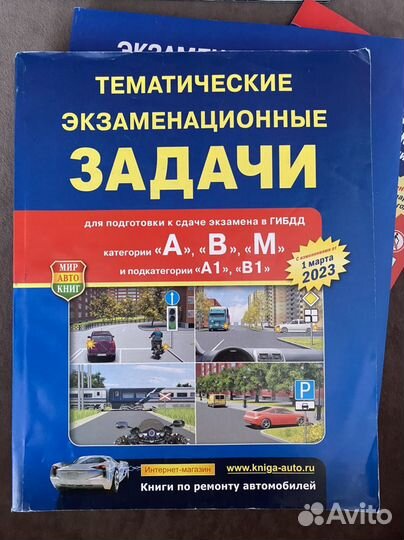 ЭКЗАМЕН
ТЕМАТИЧЕСКИЕ
ЭКЗАМЕНАЦИОННЫЕ
ЗАДАЧИ
для подготовки к сдаче экзамена в ГИБДД
категории «А», «В», «М»
и подкатегории «А1», «В1»
С изменениями от
1 марта
2023
МИР
АВТО
КНИГ
P
Интернет-магазин
www.kniga-auto.ru
Книги по ремонту автомобилей
Avito